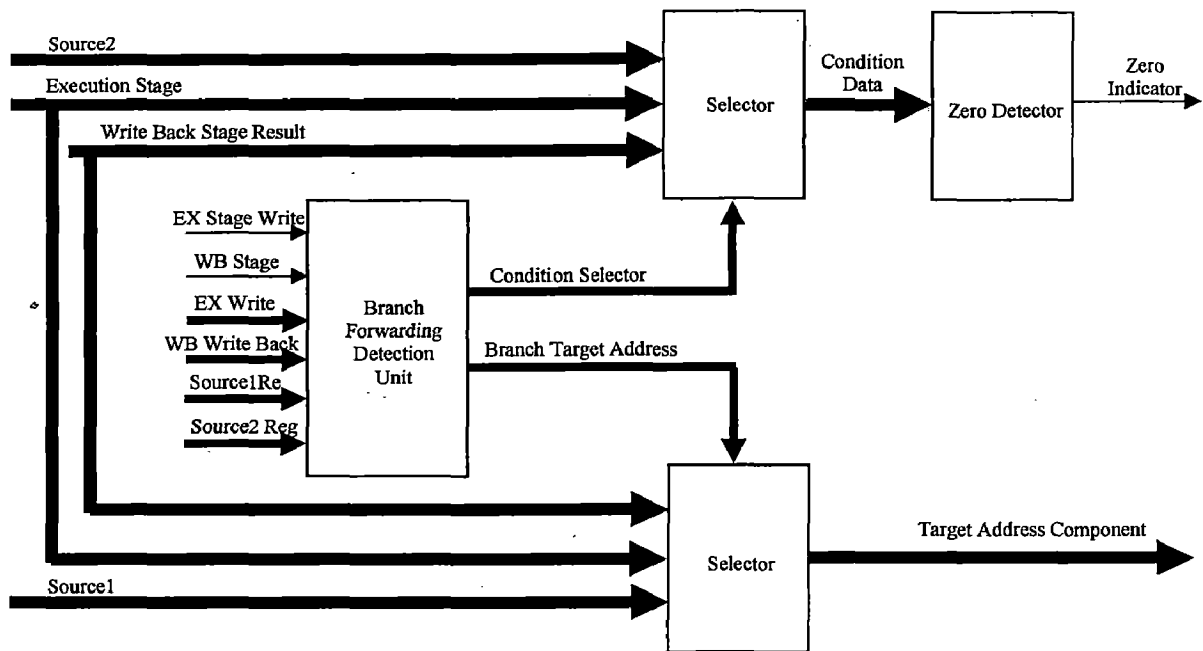 Source2
Execution Stage
Write Back Stage Result
Selector
Condition
Data
Zero Detector
Zero
Indicator
EX Stage Write
WB Stage
EX Write
WB Write Back
Source1Re
Source2 Reg
Branch
Forwarding
Detection
Unit
Condition Selector
Branch Target Address
Source1
Selector
Target Address Component